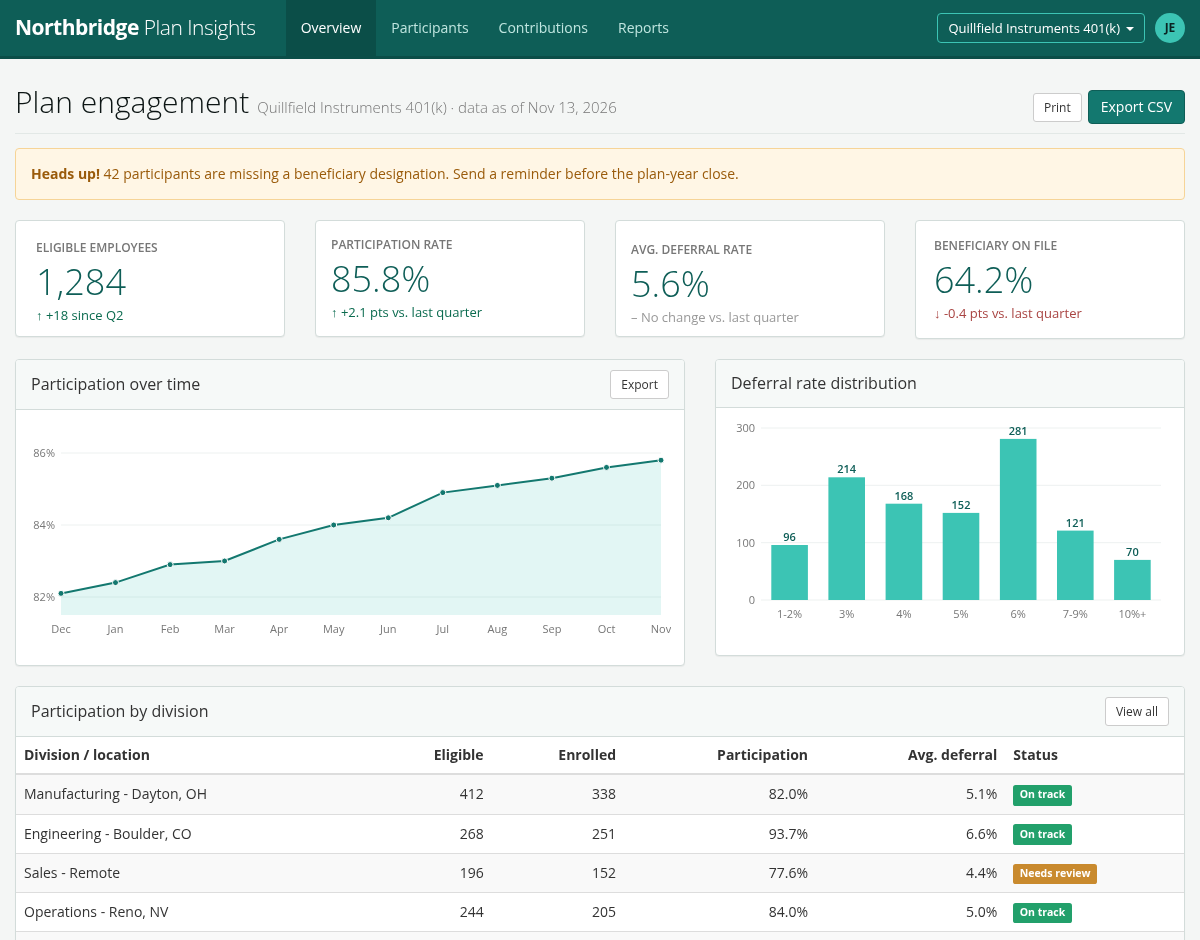 Northbridge Plan Insights
Overview
Participants
Contributions
Reports
Quillfield Instruments 401(k)
JE
Plan engagement Quillfield Instruments 401(k) · data as of Nov 13, 2026
Print
Export CSV
Heads up! 42 participants are missing a beneficiary designation. Send a reminder before the plan-year close.
ELIGIBLE EMPLOYEES
1,284
↑ +18 since Q2
PARTICIPATION RATE
85.8%
↑ +2.1 pts vs. last quarter
AVG. DEFERRAL RATE
5.6%
– No change vs. last quarter
BENEFICIARY ON FILE
64.2%
↓ -0.4 pts vs. last quarter
Participation over time
Export
86%
84%
82%
Dec Jan Feb Mar Apr May Jun Jul Aug Sep Oct Nov
Deferral rate distribution
300
200
100
0
96 214 168 152 281 121 70
1-2% 3% 4% 5% 6% 7-9% 10%+
Participation by division
View all
Division / location Eligible Enrolled Participation Avg. deferral Status
Manufacturing - Dayton, OH 412 338 82.0% 5.1% On track
Engineering - Boulder, CO 268 251 93.7% 6.6% On track
Sales - Remote 196 152 77.6% 4.4% Needs review
Operations - Reno, NV 244 205 84.0% 5.0% On track